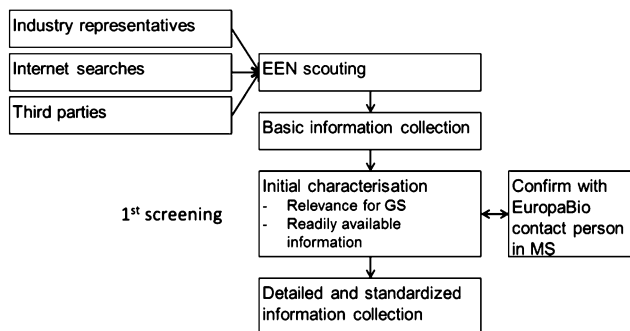 Industry representatives
Internet searches
Third parties
EEN scouting
Basic information collection
1st screening
Initial characterisation
- Relevance for GS
- Readily available
information
Confirm with
EuropaBio
contact person
in MS
Detailed and standardized
information collection